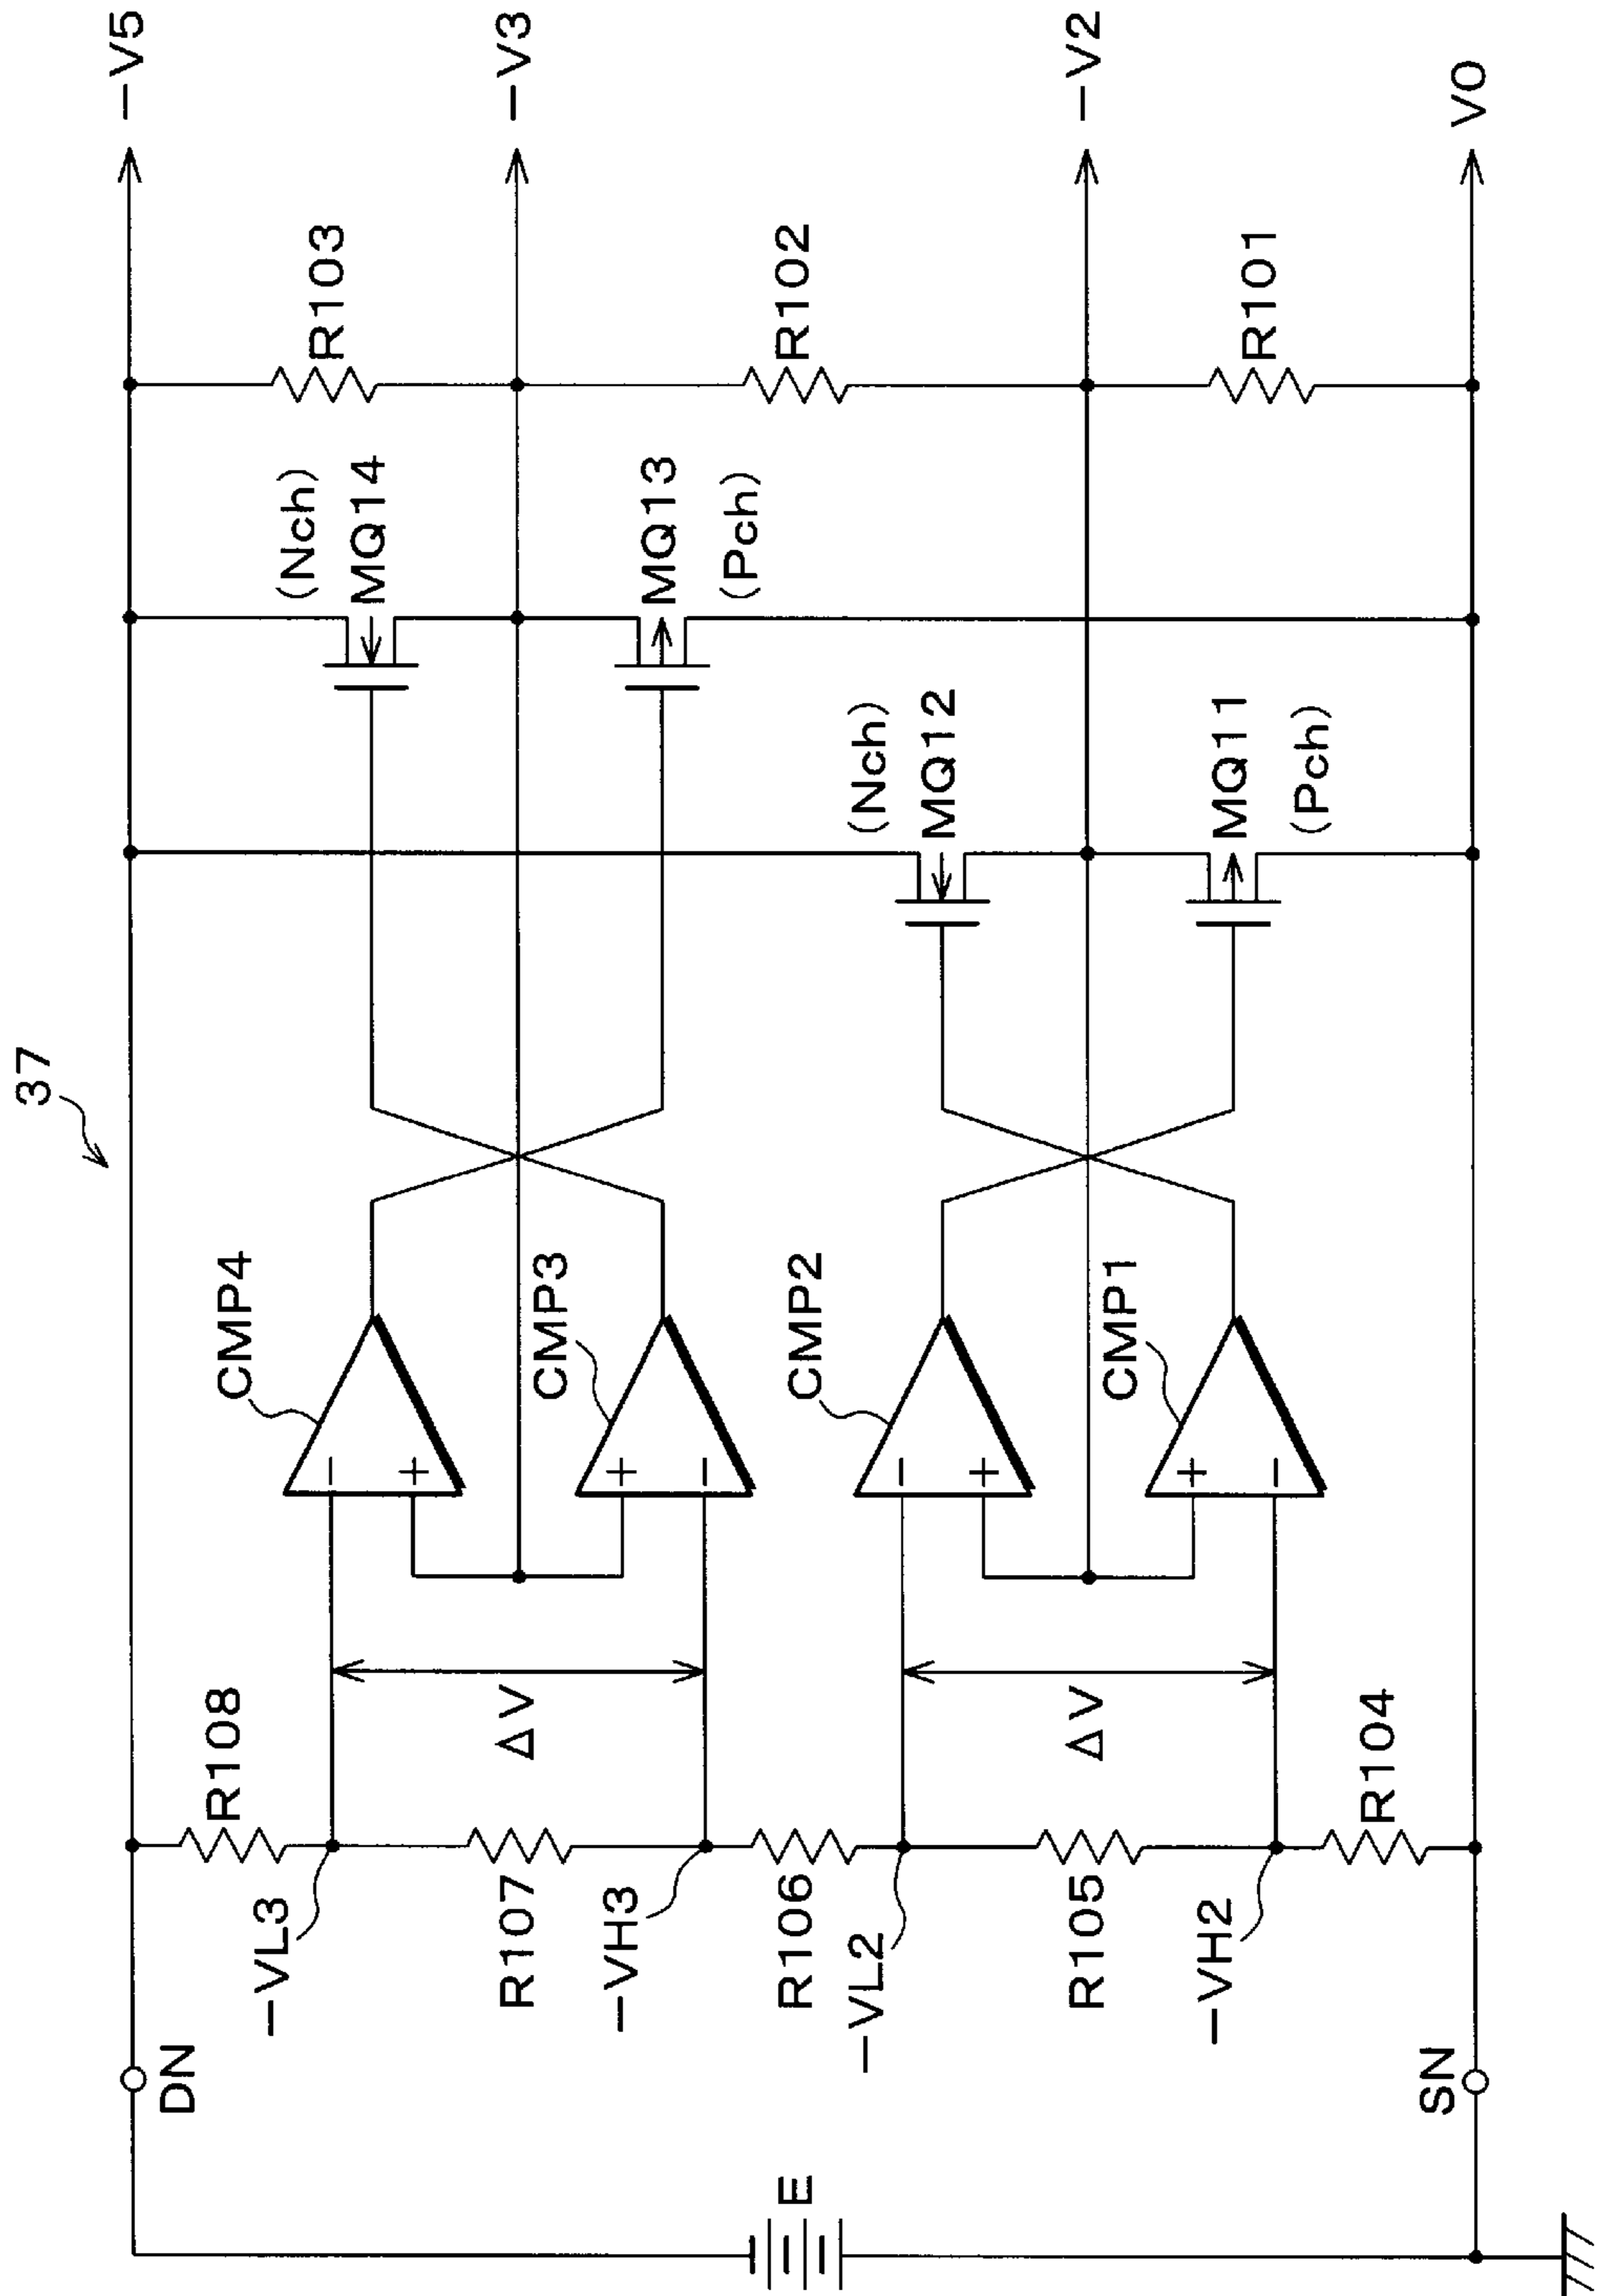 37
−V5
−V3
−V2
V0
R103
R102
R101
(Nch)
MQ14
MQ13
(Pch)
(Nch)
MQ12
MQ11
(Pch)
CMP4
−
+
CMP3
+
−
CMP2
−
+
CMP1
+
−
ΔV
ΔV
R108
−VL3
R107
−VH3
R106
−VL2
R105
−VH2
R104
DN
SN
E